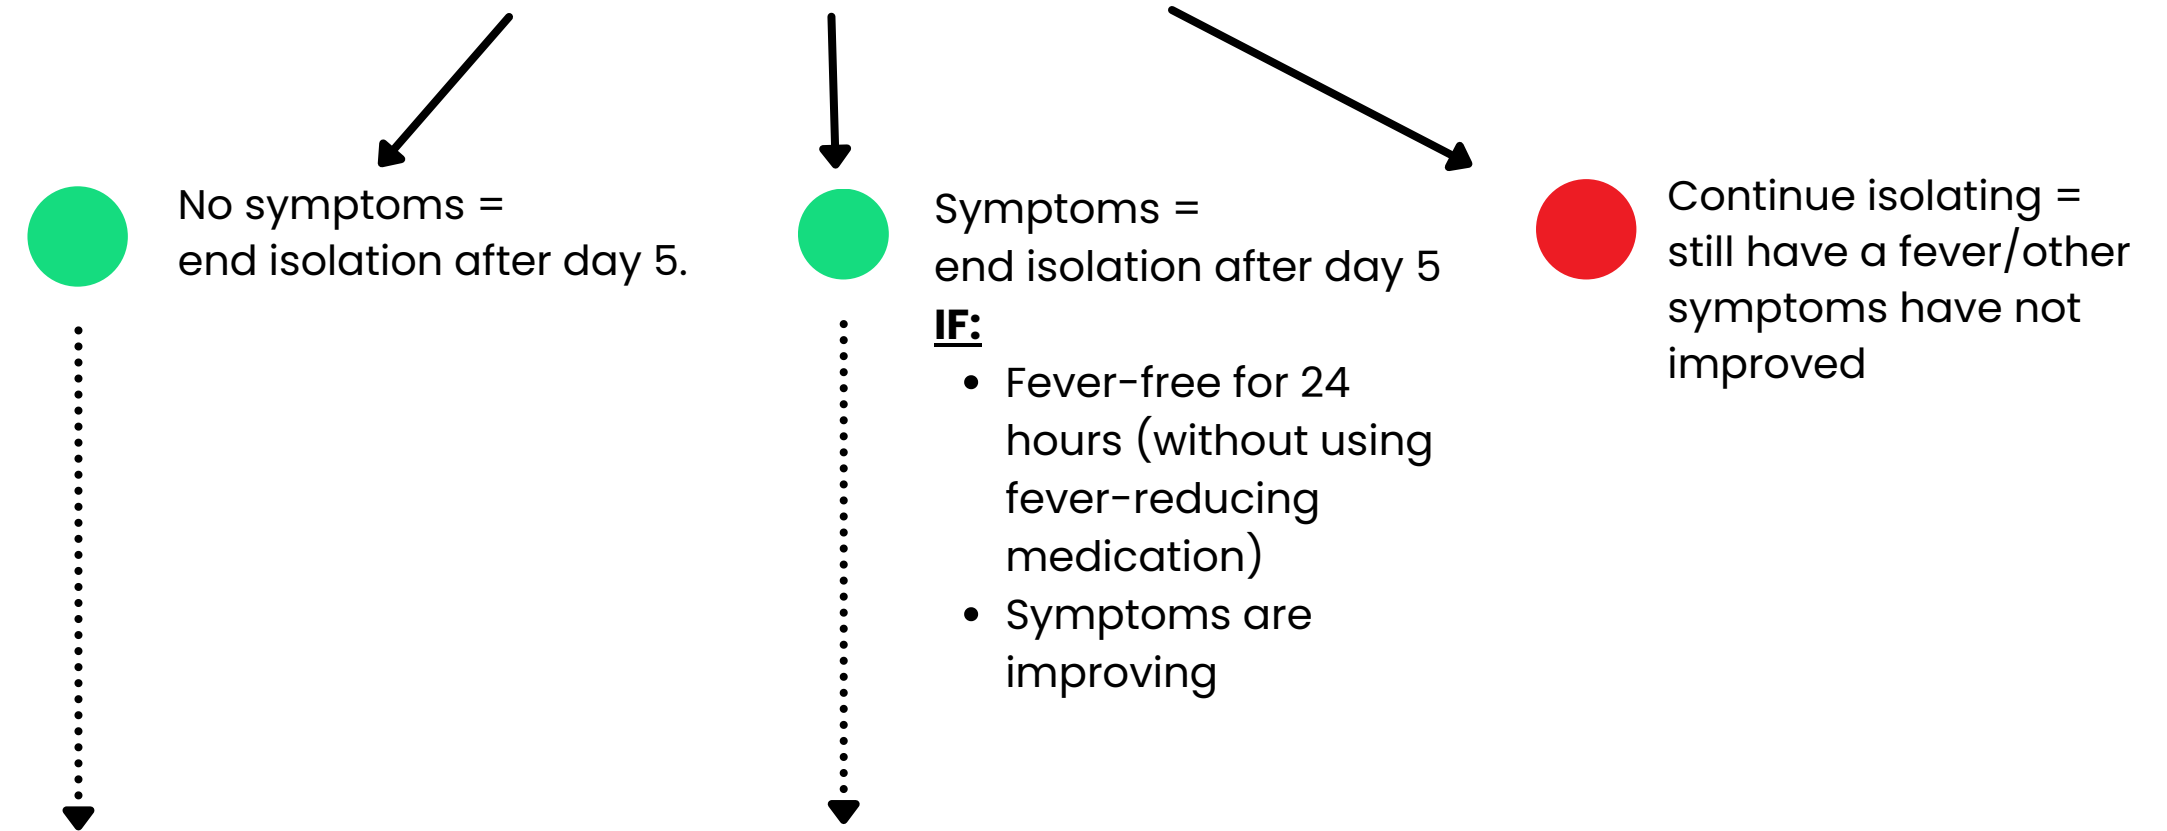 No symptoms =
end isolation after day 5.
Symptoms =
end isolation after day 5
IF:
• Fever-free for 24
hours (without using
fever-reducing
medication)
• Symptoms are
improving
Continue isolating =
still have a fever/other
symptoms have not
improved